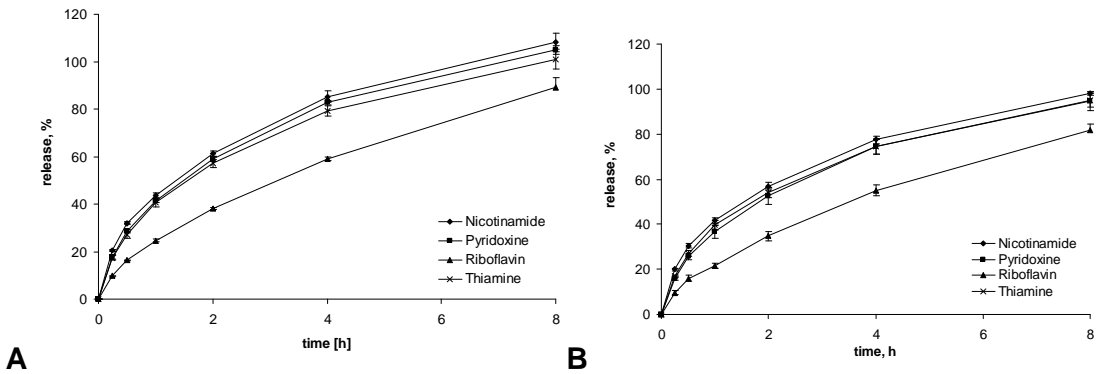 120
100
80
60
40
20
0
0 2 4 6 8
release, %
time [h]
Nicotinamide
Pyridoxine
Riboflavin
Thiamine
A
120
100
80
60
40
20
0
0 2 4 6 8
release, %
time, h
Nicotinamide
Pyridoxine
Riboflavin
Thiamine
B